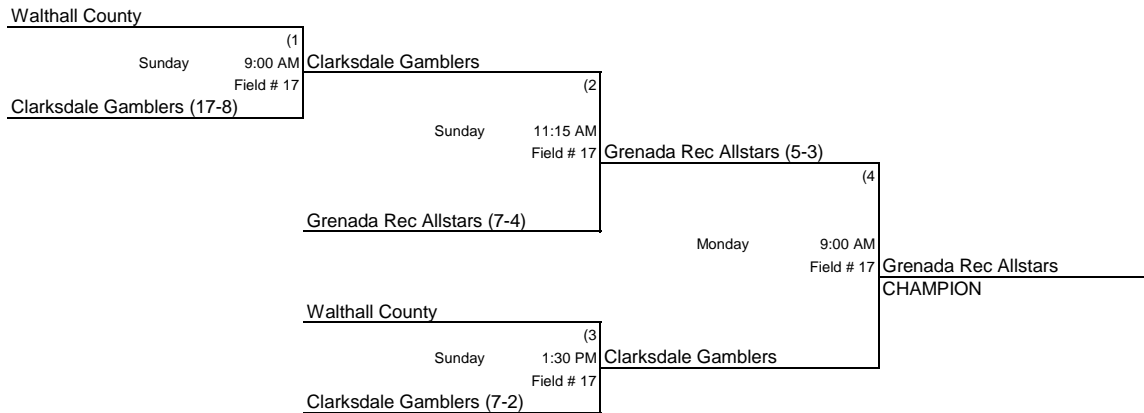 Walthall County
(1
Sunday 9:00 AM Clarksdale Gamblers
Field # 17 (2
Clarksdale Gamblers (17-8)
Sunday 11:15 AM
Field # 17 Grenada Rec Allstars (5-3)
(4
Grenada Rec Allstars (7-4)
Monday 9:00 AM
Field # 17 Grenada Rec Allstars
CHAMPION
Walthall County
(3
Sunday 1:30 PM Clarksdale Gamblers
Field # 17
Clarksdale Gamblers (7-2)